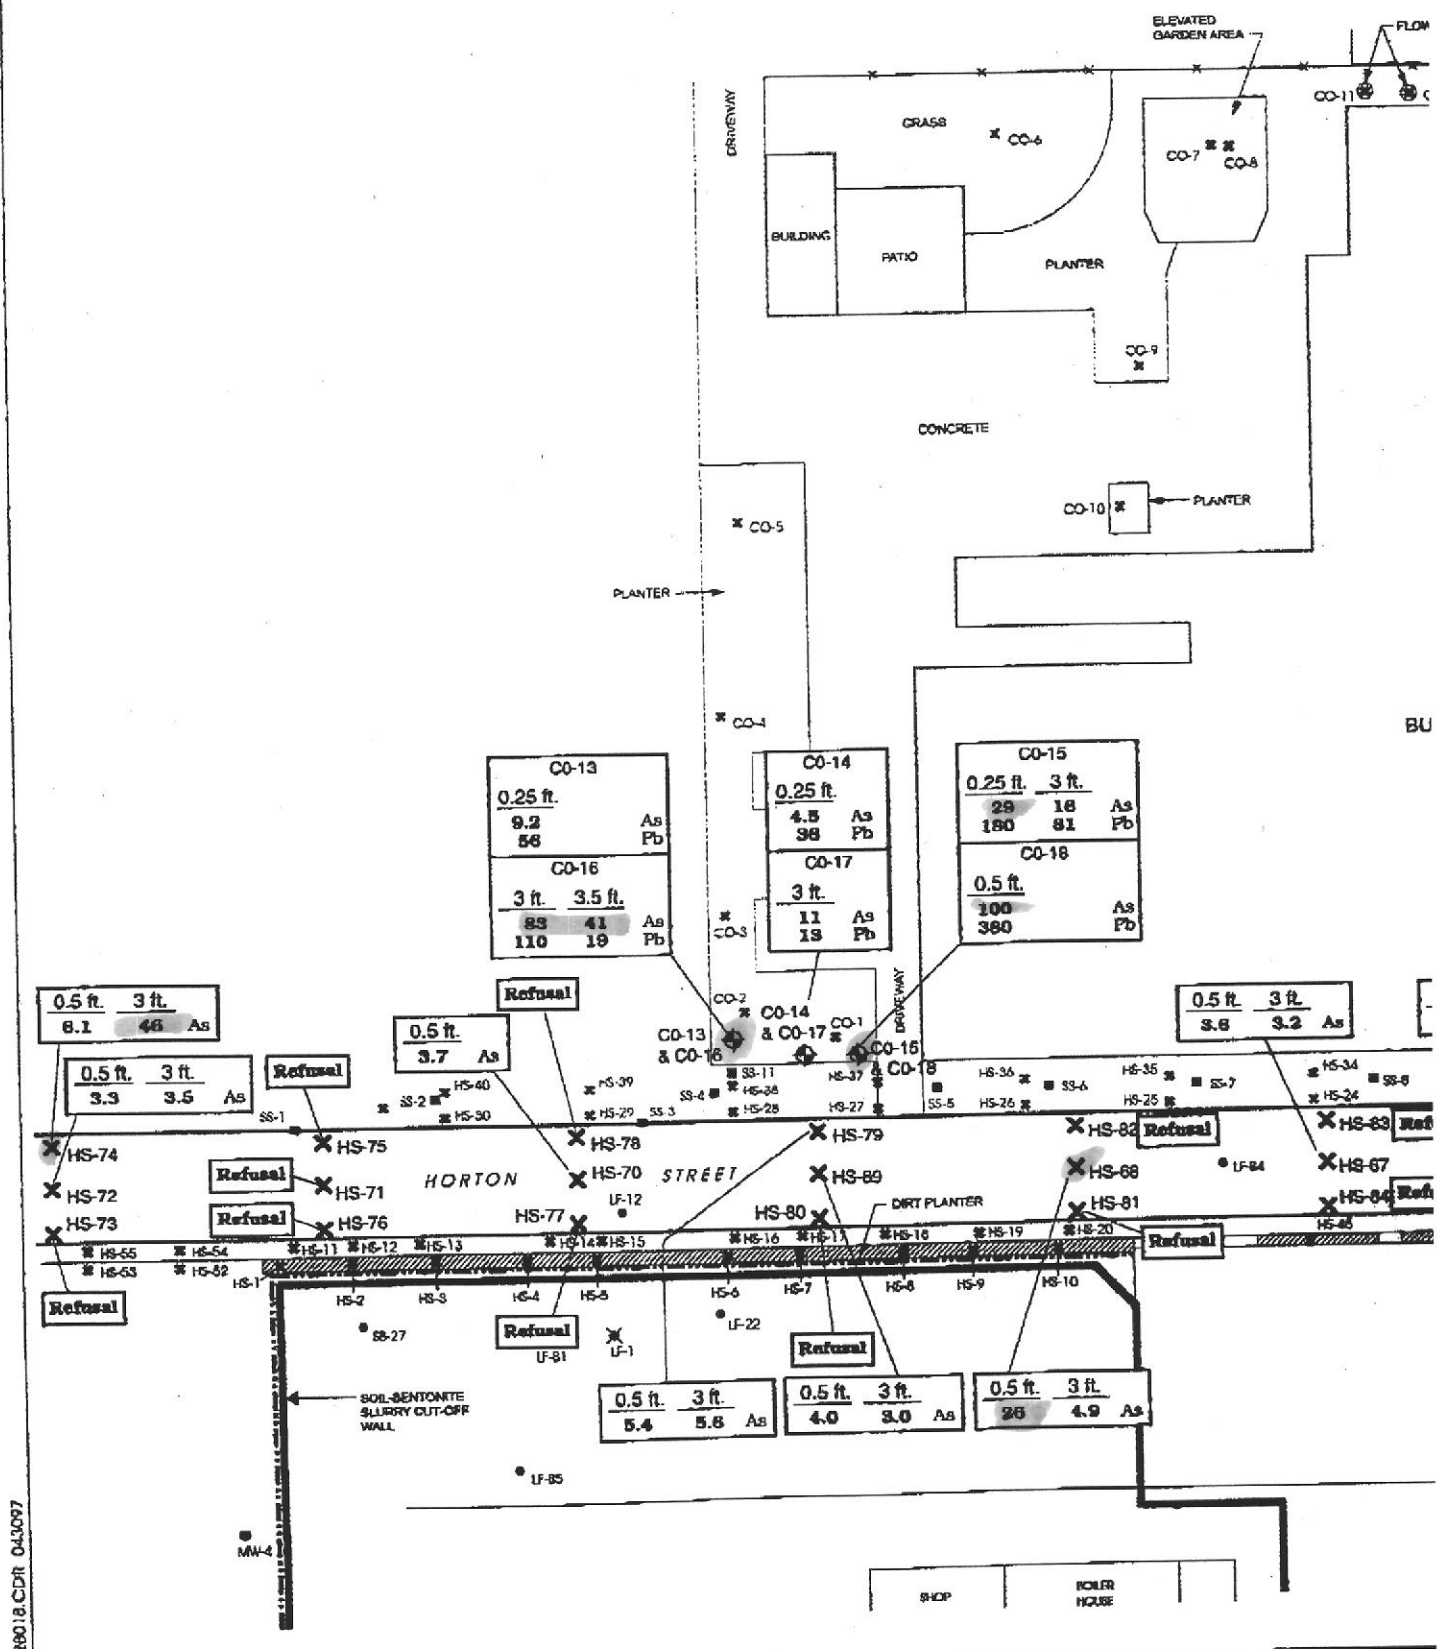 ELEVATED
GARDEN AREA
FLOW
DRIVEWAY
GRASS
CO-6
CO-7
CO-8
CO-11
BUILDING
PATIO
PLANTER
CO-9
CONCRETE
CO-10
PLANTER
CO-5
PLANTER
CO-4
BU
C0-13
0.25 ft.
9.2 As
56 Pb
C0-16
3 ft. 3.5 ft.
83 41 As
110 19 Pb
C0-14
0.25 ft.
4.5 As
36 Pb
C0-17
3 ft.
11 As
13 Pb
C0-15
0.25 ft. 3 ft.
29 16 As
180 81 Pb
C0-18
0.5 ft.
100 As
380
CO-3
DRIVEWAY
Refusal
CO-2
C0-14
& C0-17
CO-1
C0-13
& C0-16
C0-15
& C0-18
0.5 ft. 3 ft.
6.1 46 As
0.5 ft. 3 ft.
3.3 3.5 As
Refusal
0.5 ft.
3.7 As
0.5 ft. 3 ft.
3.6 3.2 As
HS-40
HS-39
SS-11
HS-38
HS-37
HS-36
HS-35
HS-34
SS-1
SS-2
HS-30
HS-29
SS-3
SS-4
HS-28
HS-27
SS-5
HS-26
SS-6
HS-25
SS-7
HS-24
SS-8
HS-74
HS-75
HS-78
HS-79
HS-82
Refusal
HS-83
Ref
HORTON STREET
HS-72
Refusal
HS-71
HS-70
LF-12
HS-69
HS-68
LF-84
HS-67
HS-73
Refusal
HS-76
HS-77
HS-80
DIRT PLANTER
HS-81
Refusal
HS-84
Ref
HS-55
HS-54
HS-11
HS-12
HS-13
HS-14
HS-15
HS-16
HS-17
HS-18
HS-19
HS-20
HS-53
HS-52
HS-1
HS-2
HS-3
HS-4
HS-5
HS-6
HS-7
HS-8
HS-9
HS-10
Refusal
SB-27
Refusal
LF-81
LF-1
LF-22
Refusal
SOIL-BENTONITE
SLURRY CUT-OFF
WALL
0.5 ft. 3 ft.
5.4 5.6 As
0.5 ft. 3 ft.
4.0 3.0 As
0.5 ft. 3 ft.
26 4.9 As
LF-85
MW-4
SHOP
BOILER
HOUSE
18018.CDR 043097